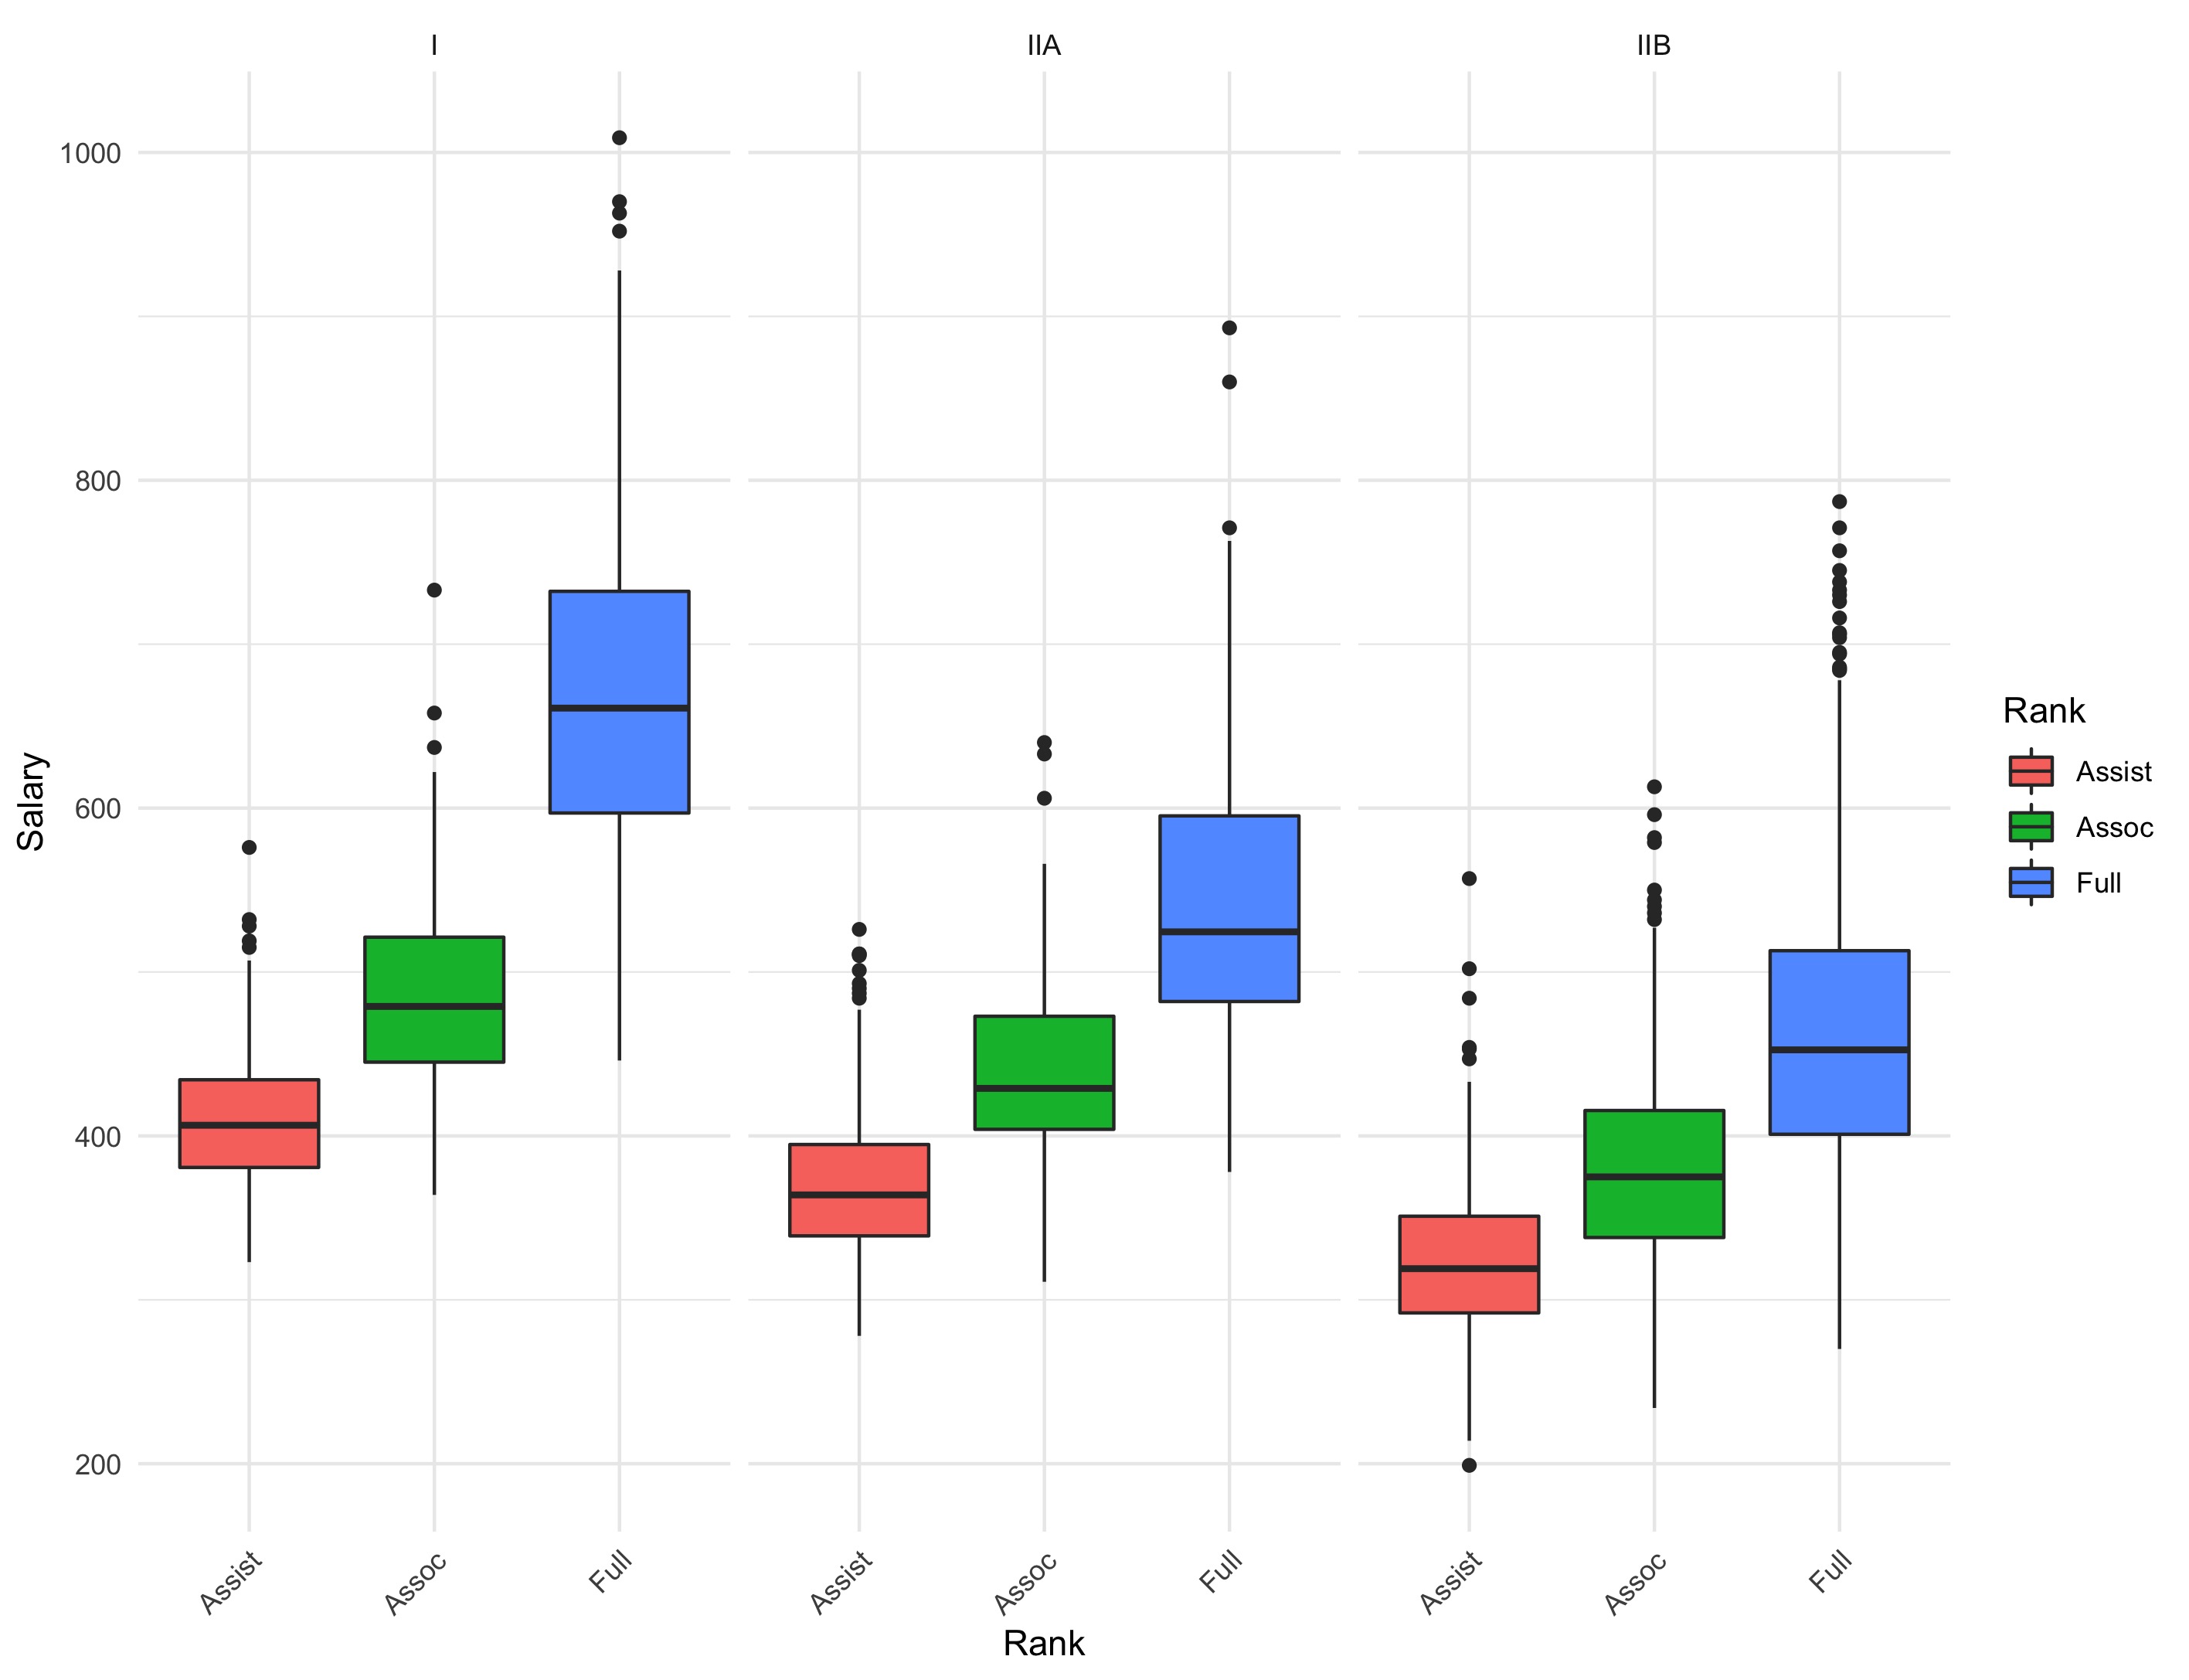 I IIA IIB
1000
800
600
400
200
Salary
Assist Assoc Full Assist Assoc Full Assist Assoc Full
Rank
Rank
Assist
Assoc
Full